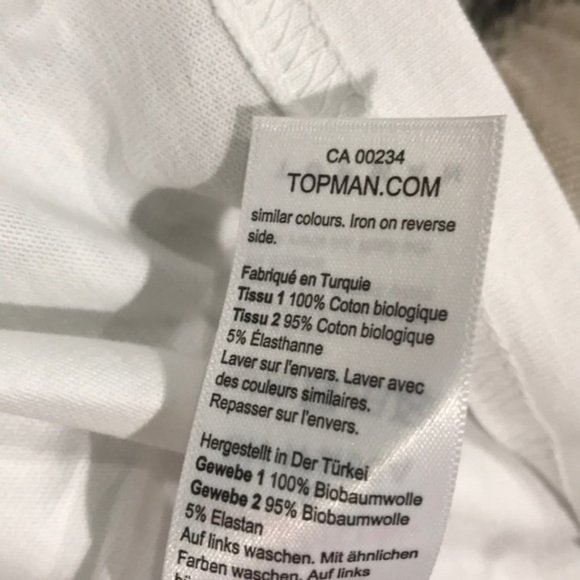 CA 00234
TOPMAN.COM
similar colours. Iron on reverse
side.
Fabriqué en Turquie
Tissu 1 100% Coton biologique
Tissu 2 95% Coton biologique
5% Élasthanne
Laver sur l'envers. Laver avec
des couleurs similaires.
Repasser sur l'envers.
Hergestellt in Der Türkei
Gewebe 1 100% Biobaumwolle
Gewebe 2 95% Biobaumwolle
5% Elastan
Auf links waschen. Mit ähnlichen
Farben waschen. Auf links